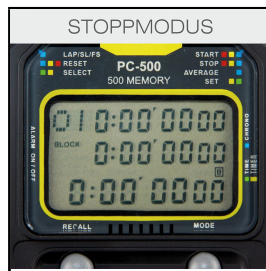 STOPPMODUS
LAP/SL/FS
RESET
SELECT
PC-500
500 MEMORY
START
STOP
AVERAGE
SET
01 0:00'0000
BLOCK 0:00'0000
0:00'0000
ALARM ON / OFF
TIME
TIMER
CHRONO
RECALL
MODE